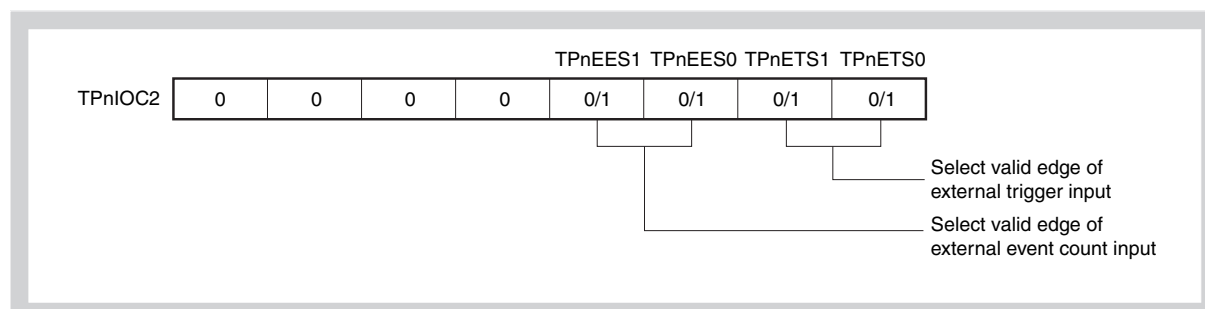 TPnEES1 TPnEES0 TPnETS1 TPnETS0
TPnIOC2 0 0 0 0 0/1 0/1 0/1 0/1
Select valid edge of
external trigger input
Select valid edge of
external event count input